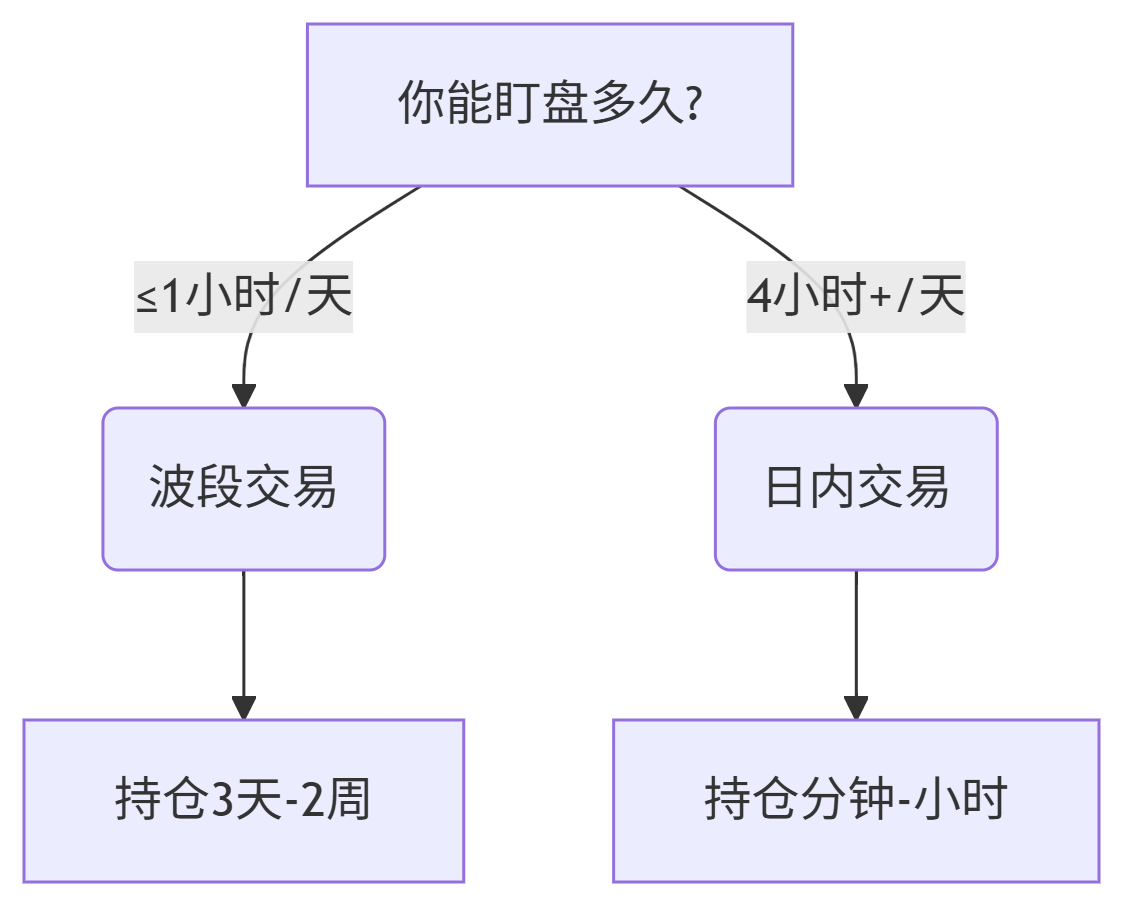 你能盯盘多久?
≤1小时/天
4小时+/天
波段交易
日内交易
持仓3天-2周
持仓分钟-小时